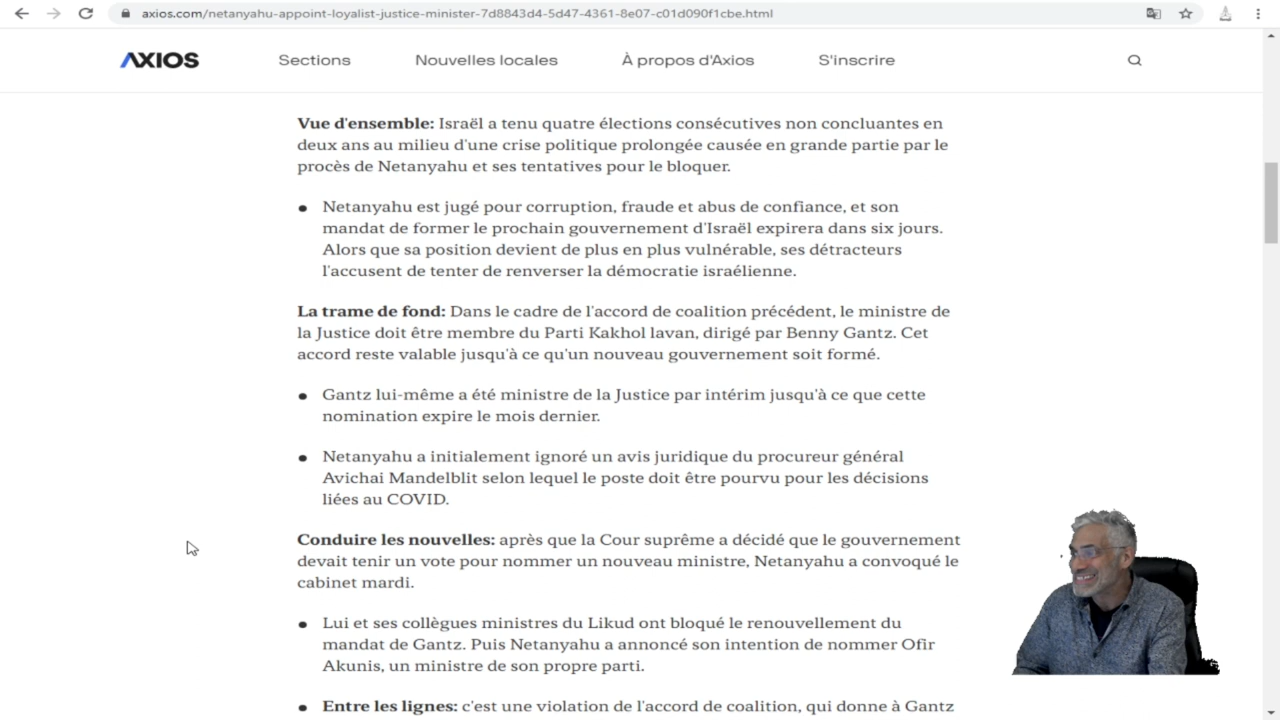 axios.com/netanyahu-appoint-loyalist-justice-minister-7d8843d4-5d47-4361-8e07-c01d090f1cbe.html
AXIOS Sections Nouvelles locales À propos d'Axios S'inscrire
Vue d'ensemble: Israël a tenu quatre élections consécutives non concluantes en
deux ans au milieu d'une crise politique prolongée causée en grande partie par le
procès de Netanyahu et ses tentatives pour le bloquer.
Netanyahu est jugé pour corruption, fraude et abus de confiance, et son
mandat de former le prochain gouvernement d'Israël expirera dans six jours.
Alors que sa position devient de plus en plus vulnérable, ses détracteurs
l'accusent de tenter de renverser la démocratie israélienne.
La trame de fond: Dans le cadre de l'accord de coalition précédent, le ministre de
la Justice doit être membre du Parti Kakhol lavan, dirigé par Benny Gantz. Cet
accord reste valable jusqu'à ce qu'un nouveau gouvernement soit formé.
Gantz lui-même a été ministre de la Justice par intérim jusqu'à ce que cette
nomination expire le mois dernier.
Netanyahu a initialement ignoré un avis juridique du procureur général
Avichai Mandelblit selon lequel le poste doit être pourvu pour les décisions
liées au COVID.
Conduire les nouvelles: après que la Cour suprême a décidé que le gouvernement
devait tenir un vote pour nommer un nouveau ministre, Netanyahu a convoqué le
cabinet mardi.
Lui et ses collègues ministres du Likud ont bloqué le renouvellement du
mandat de Gantz. Puis Netanyahu a annoncé son intention de nommer Ofir
Akunis, un ministre de son propre parti.
Entre les lignes: c'est une violation de l'accord de coalition, qui donne à Gantz